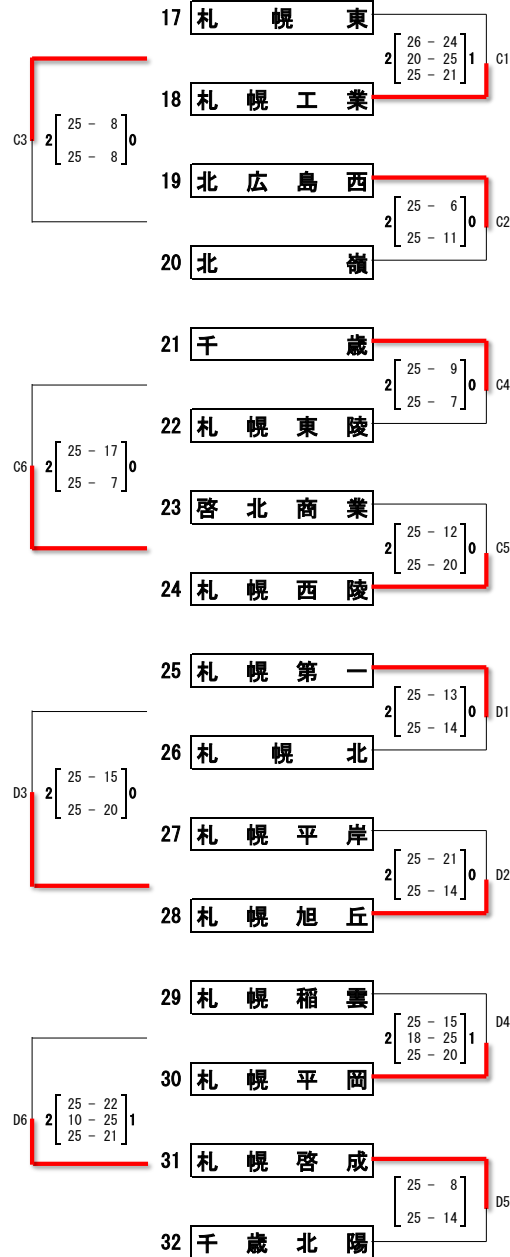 17 札幌東
2 26 - 24 1 C1
20 - 25
25 - 21
18 札幌工業
C3 2 25 - 8 0
25 - 8
19 北広島西
2 25 - 6 0 C2
25 - 11
20 北嶺
21 千歳
2 25 - 9 0 C4
25 - 7
22 札幌東陵
C6 2 25 - 17 0
25 - 7
23 啓北商業
2 25 - 12 0 C5
25 - 20
24 札幌西陵
25 札幌第一
2 25 - 13 0 D1
25 - 14
26 札幌北
D3 2 25 - 15 0
25 - 20
27 札幌平岸
2 25 - 21 0 D2
25 - 14
28 札幌旭丘
29 札幌稲雲
2 25 - 15 1 D4
18 - 25
25 - 20
30 札幌平岡
D6 2 25 - 22 1
10 - 25
25 - 21
31 札幌啓成
25 - 8 D5
25 - 14
32 千歳北陽